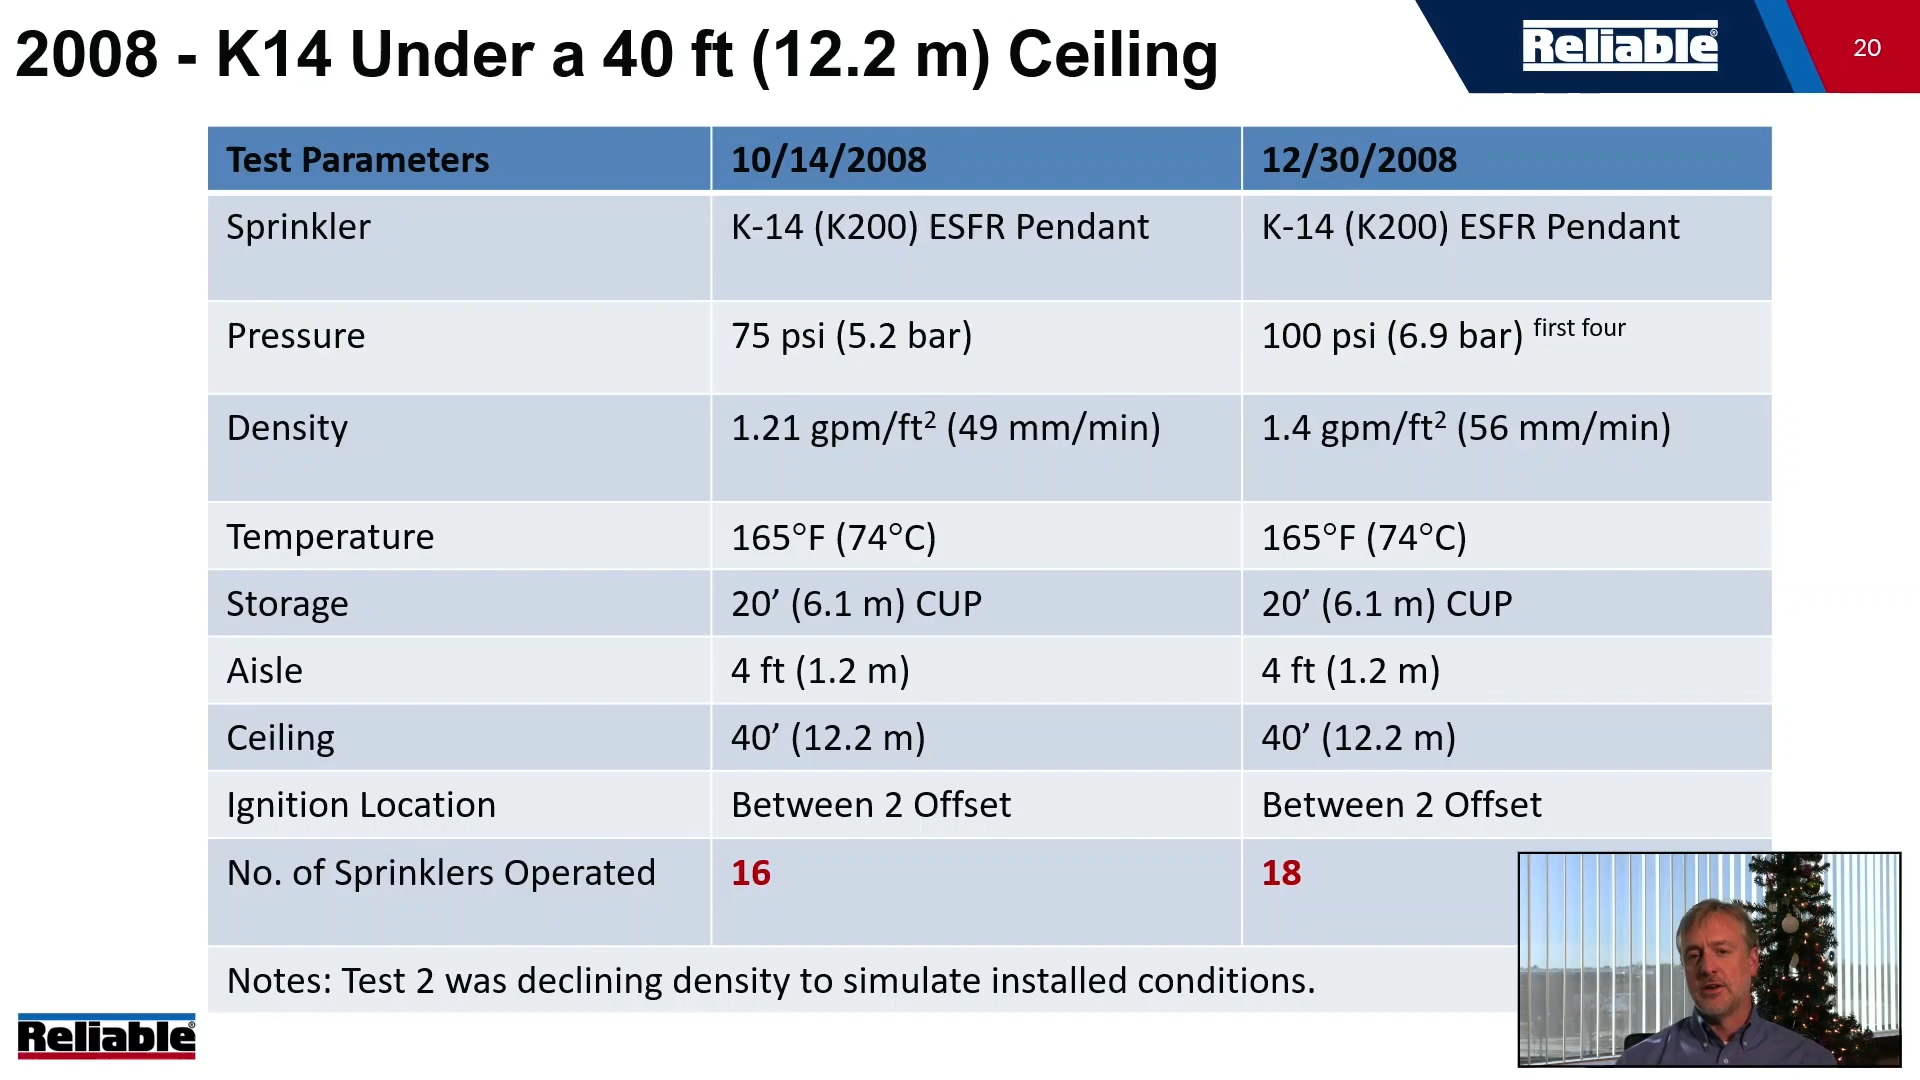 2008 - K14 Under a 40 ft (12.2 m) Ceiling
Reliable®
20
Test Parameters 10/14/2008 12/30/2008
Sprinkler K-14 (K200) ESFR Pendant K-14 (K200) ESFR Pendant
Pressure 75 psi (5.2 bar) 100 psi (6.9 bar) first four
Density 1.21 gpm/ft² (49 mm/min) 1.4 gpm/ft² (56 mm/min)
Temperature 165°F (74°C) 165°F (74°C)
Storage 20’ (6.1 m) CUP 20’ (6.1 m) CUP
Aisle 4 ft (1.2 m) 4 ft (1.2 m)
Ceiling 40’ (12.2 m) 40’ (12.2 m)
Ignition Location Between 2 Offset Between 2 Offset
No. of Sprinklers Operated 16 18
Notes: Test 2 was declining density to simulate installed conditions.
Reliable®